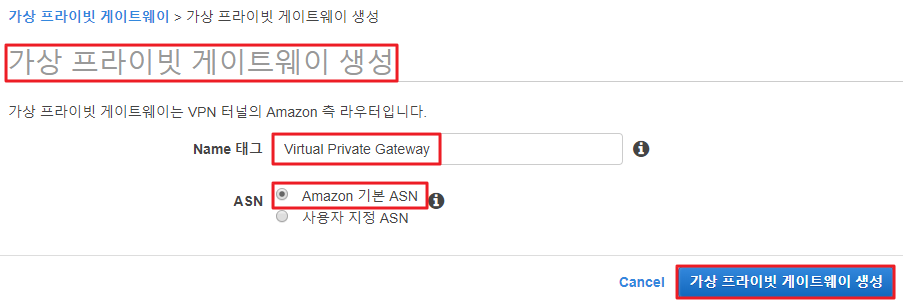 가상 프라이빗 게이트웨이 > 가상 프라이빗 게이트웨이 생성
가상 프라이빗 게이트웨이 생성
가상 프라이빗 게이트웨이는 VPN 터널의 Amazon 측 라우터입니다.
Name 태그 Virtual Private Gateway
ASN Amazon 기본 ASN
사용자 지정 ASN
Cancel 가상 프라이빗 게이트웨이 생성